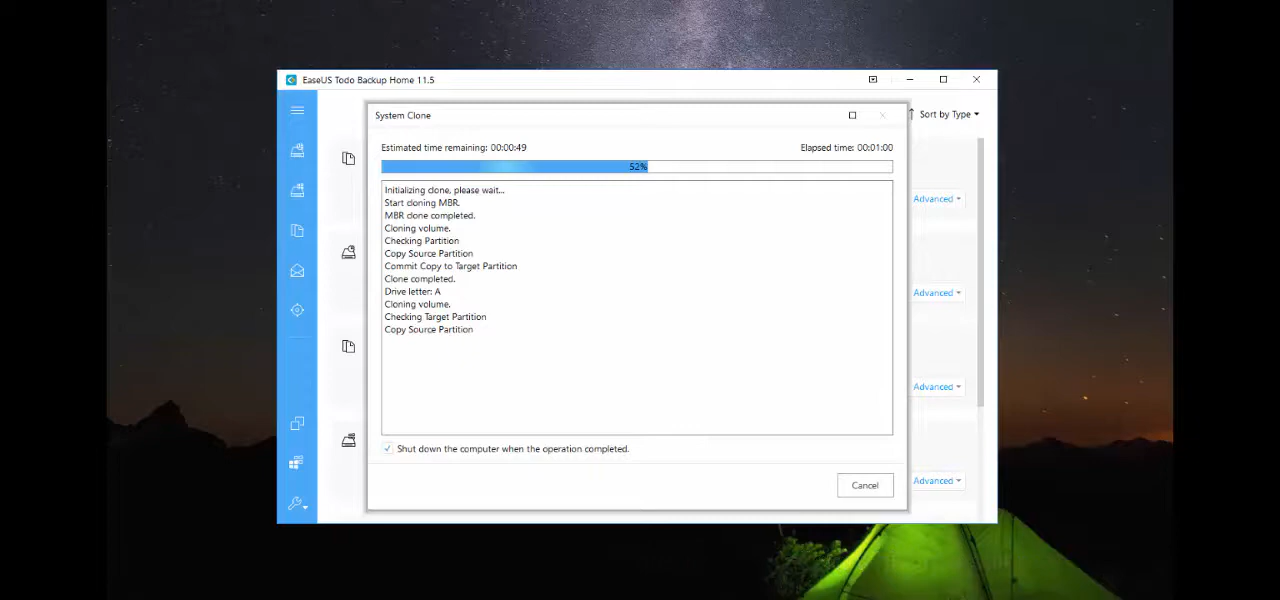 EaseUS Todo Backup Home 11.5
System Clone
Sort by Type
Estimated time remaining: 00:00:49
Elapsed time: 00:01:00
52%
Initializing clone, please wait...
Start cloning MBR.
MBR clone completed.
Cloning volume.
Checking Partition
Copy Source Partition
Commit Copy to Target Partition
Clone completed.
Drive letter: A
Cloning volume.
Checking Target Partition
Copy Source Partition
Advanced
Advanced
Advanced
Shut down the computer when the operation completed.
Advanced
Cancel